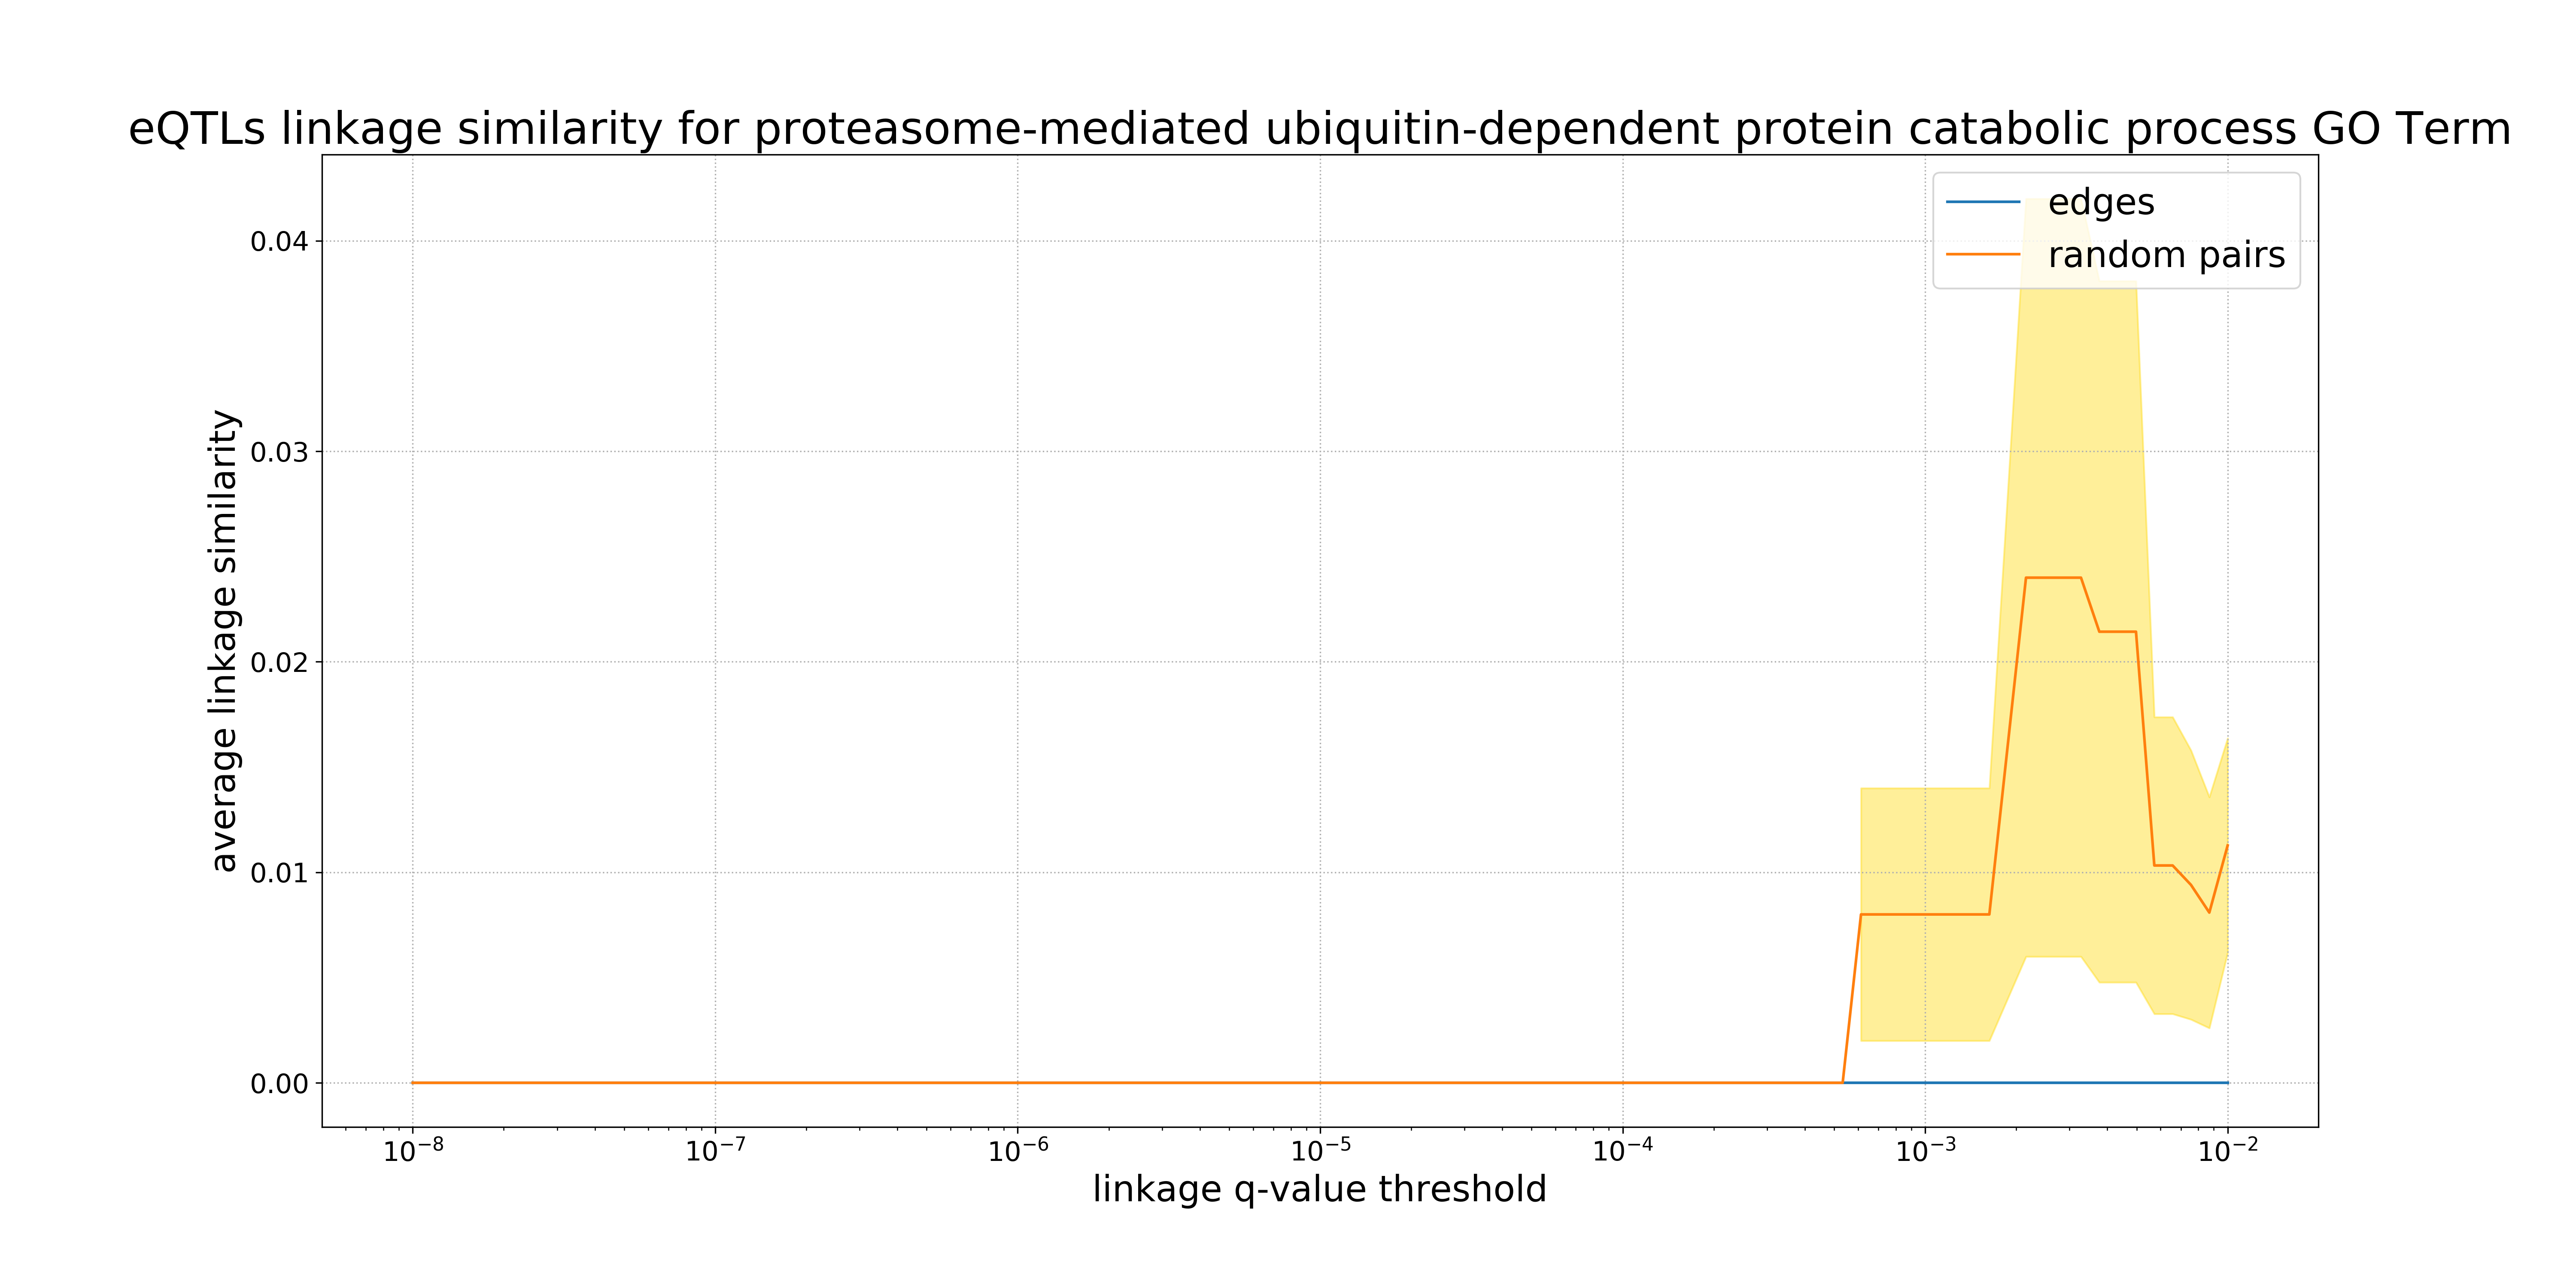 eQTLs linkage similarity for proteasome-mediated ubiquitin-dependent protein catabolic process GO Term
edges
random pairs
average linkage similarity
0.04
0.03
0.02
0.01
0.00
10⁻⁸ 10⁻⁷ 10⁻⁶ 10⁻⁵ 10⁻⁴ 10⁻³ 10⁻²
linkage q-value threshold